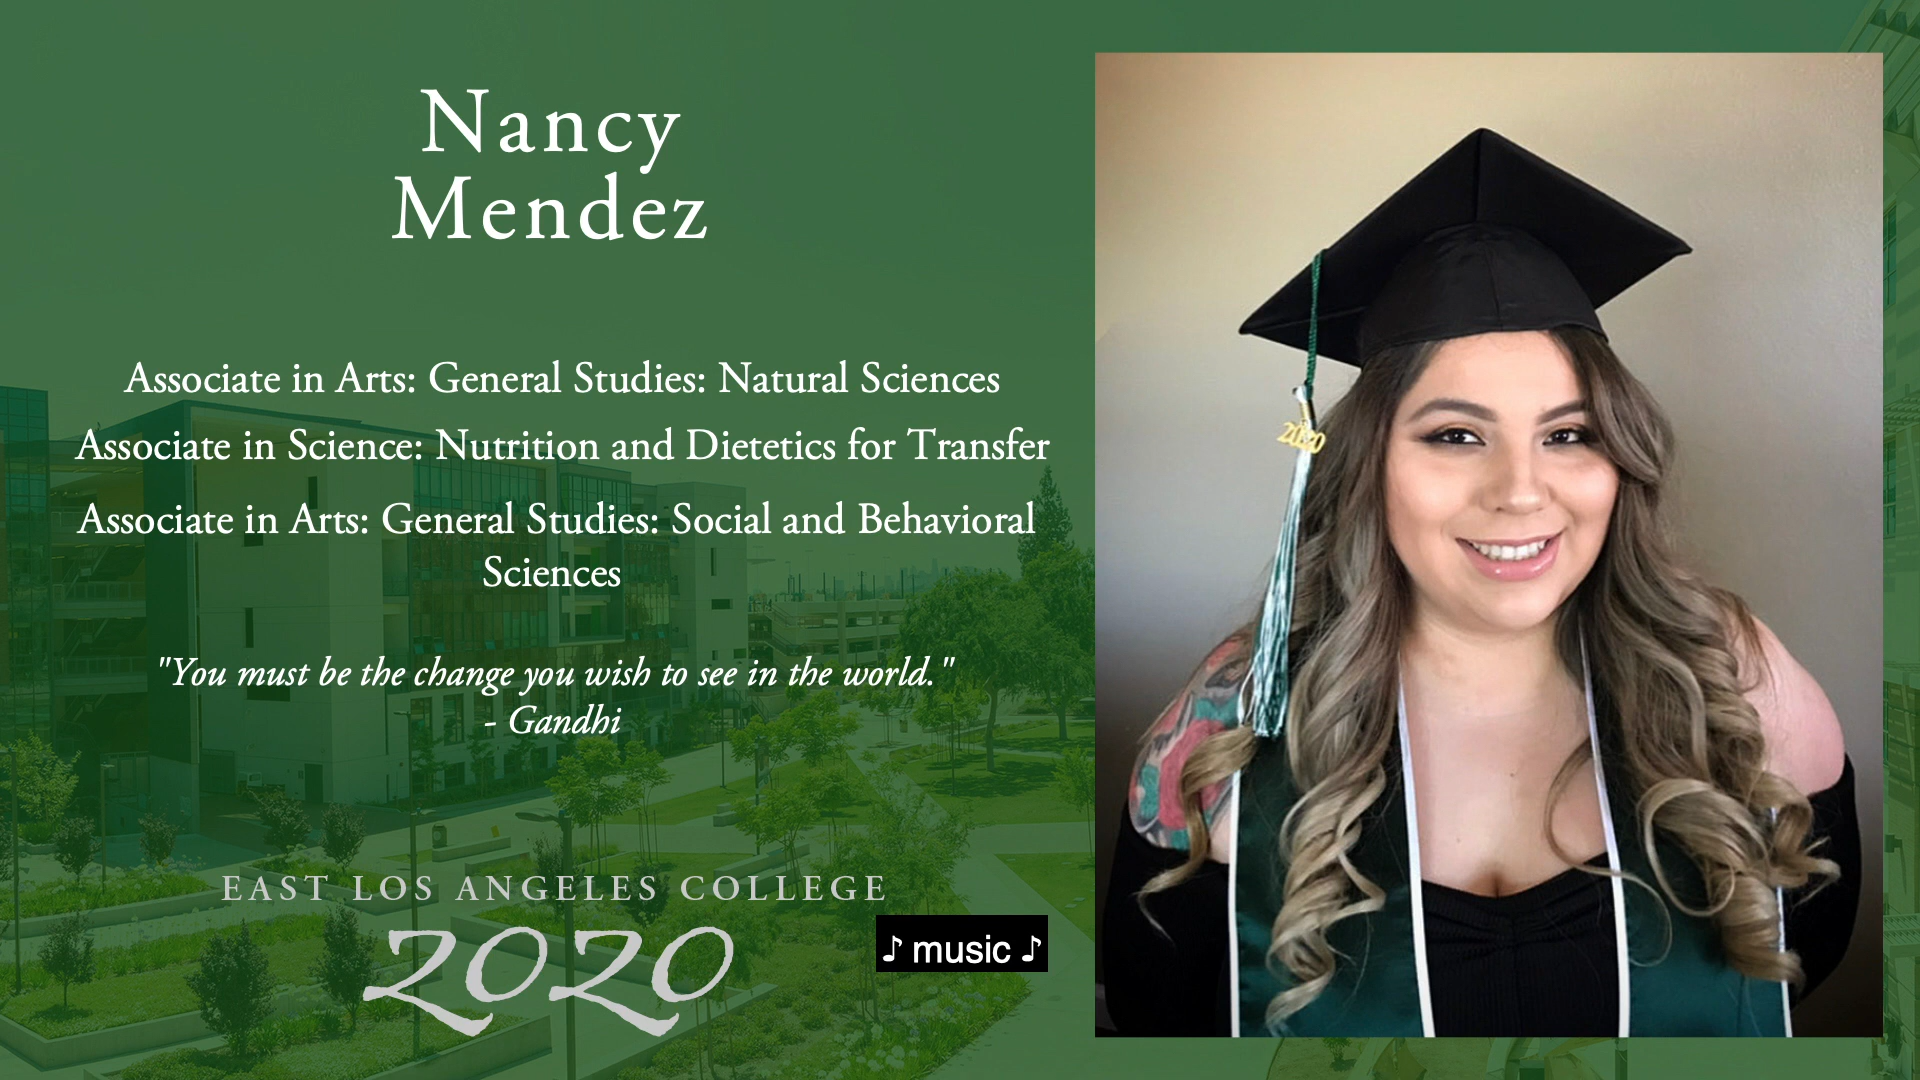 Nancy
Mendez
Associate in Arts: General Studies: Natural Sciences
Associate in Science: Nutrition and Dietetics for Transfer
Associate in Arts: General Studies: Social and Behavioral
Sciences
"You must be the change you wish to see in the world."
- Gandhi
EAST LOS ANGELES COLLEGE
2020
♪ music ♪
2020